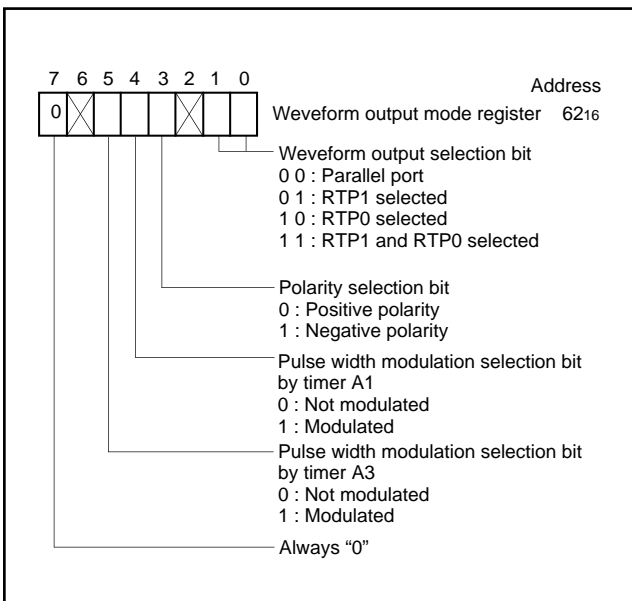 7 6 5 4 3 2 1 0
Address
0
Weveform output mode register 6216
Weveform output selection bit
0 0 : Parallel port
0 1 : RTP1 selected
1 0 : RTP0 selected
1 1 : RTP1 and RTP0 selected
Polarity selection bit
0 : Positive polarity
1 : Negative polarity
Pulse width modulation selection bit
by timer A1
0 : Not modulated
1 : Modulated
Pulse width modulation selection bit
by timer A3
0 : Not modulated
1 : Modulated
Always “0”